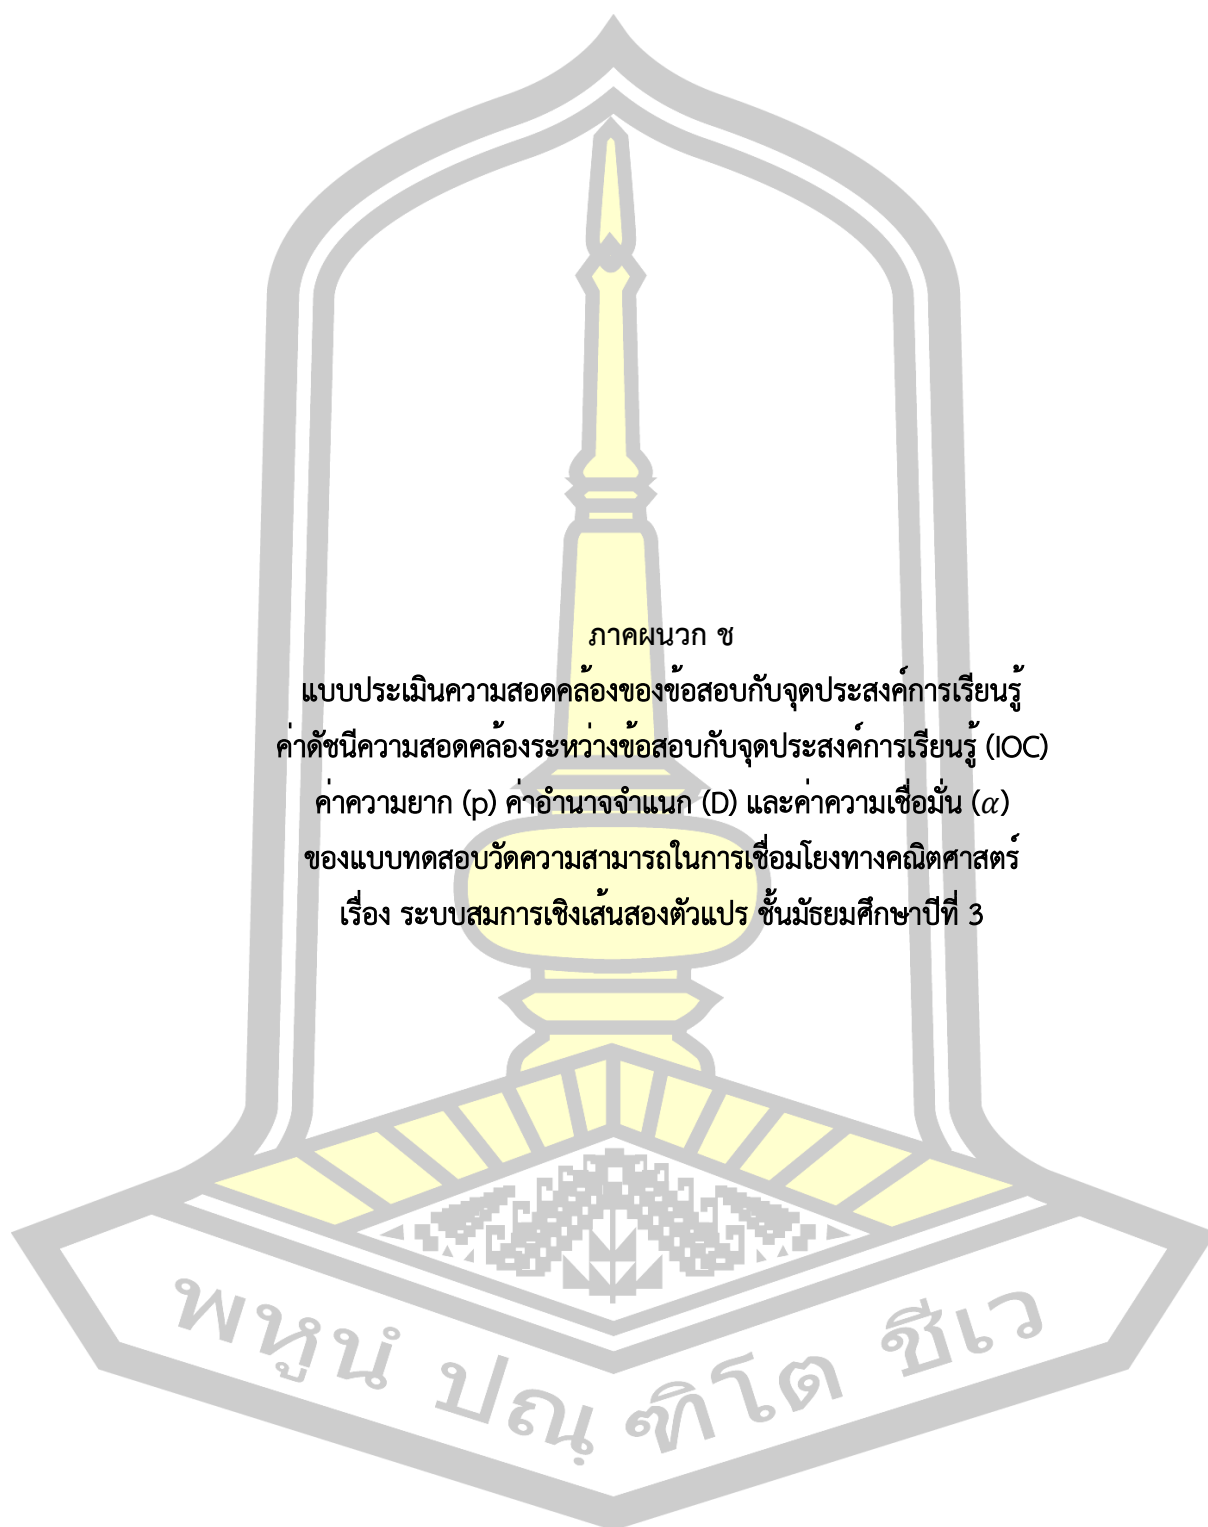 ภาคผนวก ช
แบบประเมินความสอดคล้องของข้อสอบกับจุดประสงค์การเรียนรู้
ค่าดัชนีความสอดคล้องระหว่างข้อสอบกับจุดประสงค์การเรียนรู้ (IOC)
ค่าความยาก (p) ค่าอำนาจจำแนก (D) และค่าความเชื่อมั่น (α)
ของแบบทดสอบวัดความสามารถในการเชื่อมโยงทางคณิตศาสตร์
เรื่อง ระบบสมการเชิงเส้นสองตัวแปร ชั้นมัธยมศึกษาปีที่ 3
พหูนํ ปณฺฑิโต ชีเว